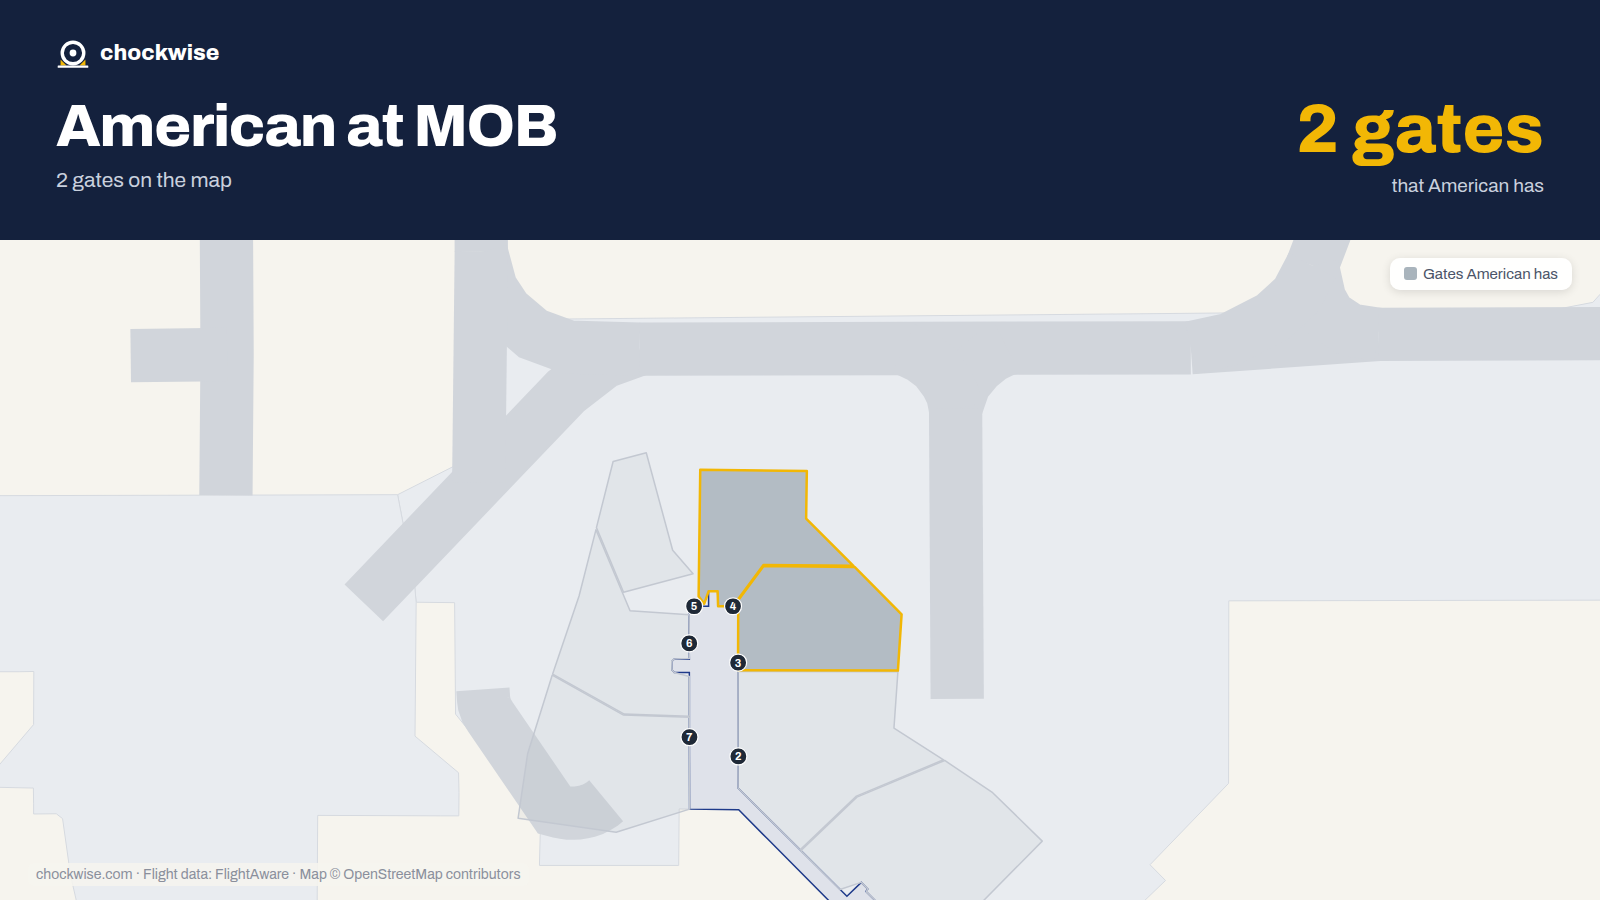 chockwise
American at MOB
2 gates on the map
2 gates
that American has
Gates American has
5
4
6
3
7
2
chockwise.com · Flight data: FlightAware · Map © OpenStreetMap contributors